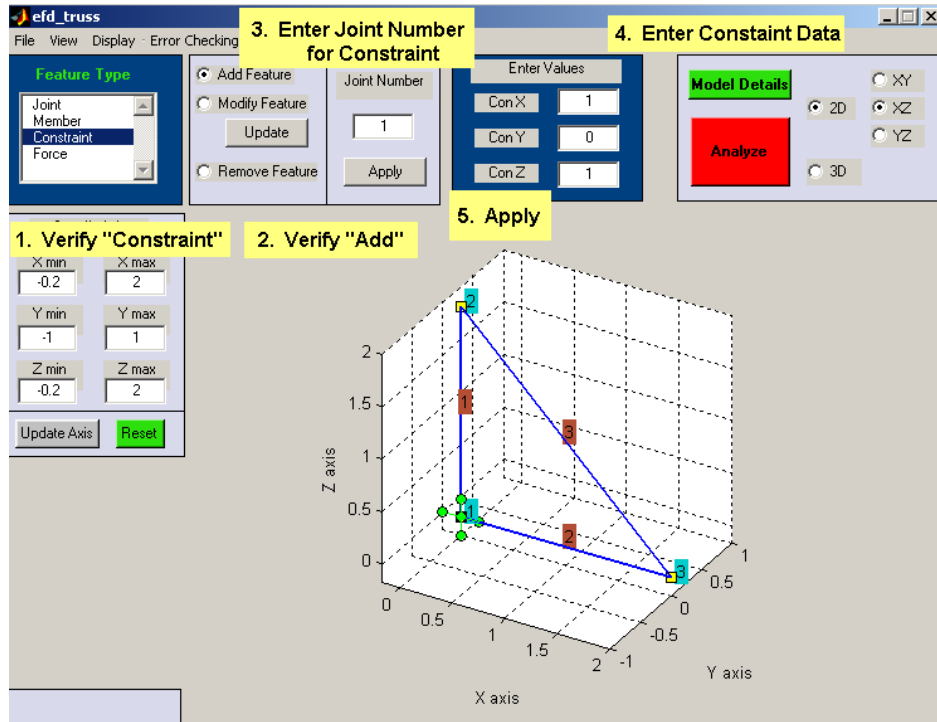 efd_truss
File View Display Error Checking
3. Enter Joint Number
for Constraint
4. Enter Constaint Data
Feature Type
Joint
Member
Constraint
Force
Add Feature
Modify Feature
Update
Remove Feature
Joint Number
1
Apply
Enter Values
Con X 1
Con Y 0
Con Z 1
Model Details
Analyze
2D
3D
XY
XZ
YZ
1. Verify "Constraint"
2. Verify "Add"
5. Apply
X min X max
-0.2 2
Y min Y max
-1 1
Z min Z max
-0.2 2
Update Axis Reset
2
1
3
1
2
3
2
1.5
1
0.5
0
Z axis
0
0.5
1
1.5
2
X axis
-1
-0.5
0
0.5
1
Y axis